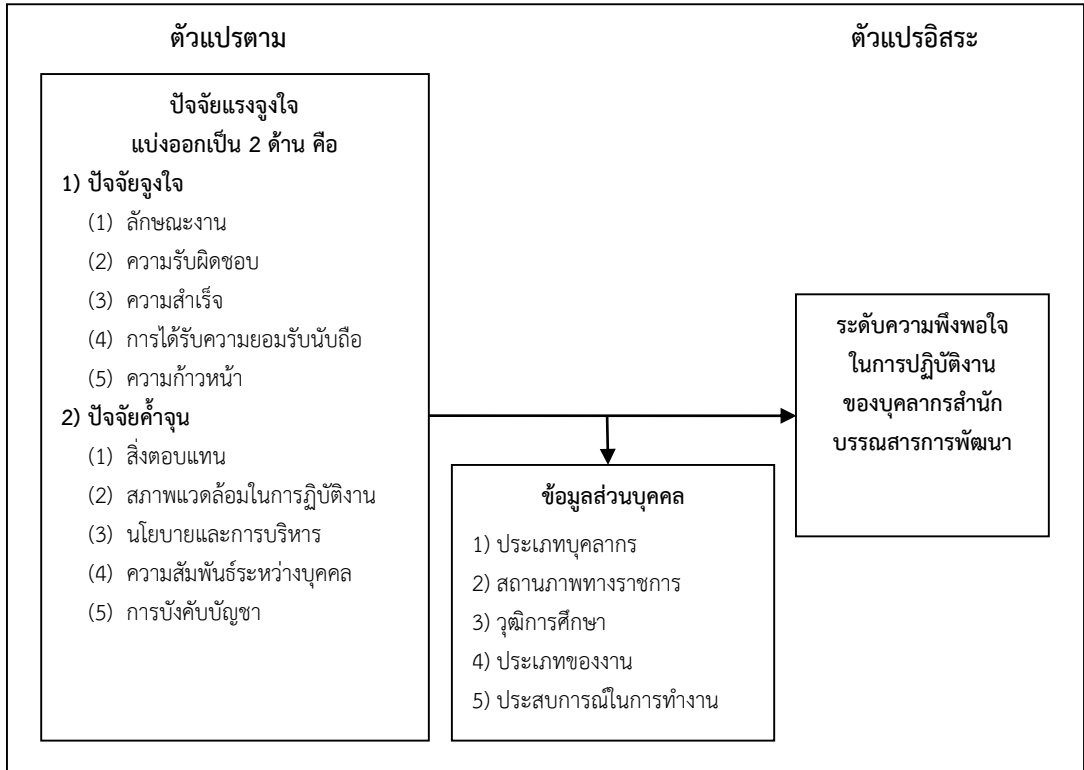 ตัวแปรตาม
ตัวแปรอิสระ
ปัจจัยแรงจูงใจ
แบ่งออกเป็น 2 ด้าน คือ
1) ปัจจัยจูงใจ
(1) ลักษณะงาน
(2) ความรับผิดชอบ
(3) ความสำเร็จ
(4) การได้รับความยอมรับนับถือ
(5) ความก้าวหน้า
2) ปัจจัยค้ำจุน
(1) สิ่งตอบแทน
(2) สภาพแวดล้อมในการฏิบัติงาน
(3) นโยบายและการบริหาร
(4) ความสัมพันธ์ระหว่างบุคคล
(5) การบังคับบัญชา
ข้อมูลส่วนบุคคล
1) ประเภทบุคลากร
2) สถานภาพทางราชการ
3) วุฒิการศึกษา
4) ประเภทของงาน
5) ประสบการณ์ในการทำงาน
ระดับความพึงพอใจ
ในการปฏิบัติงาน
ของบุคลากรสำนัก
บรรณสารการพัฒนา